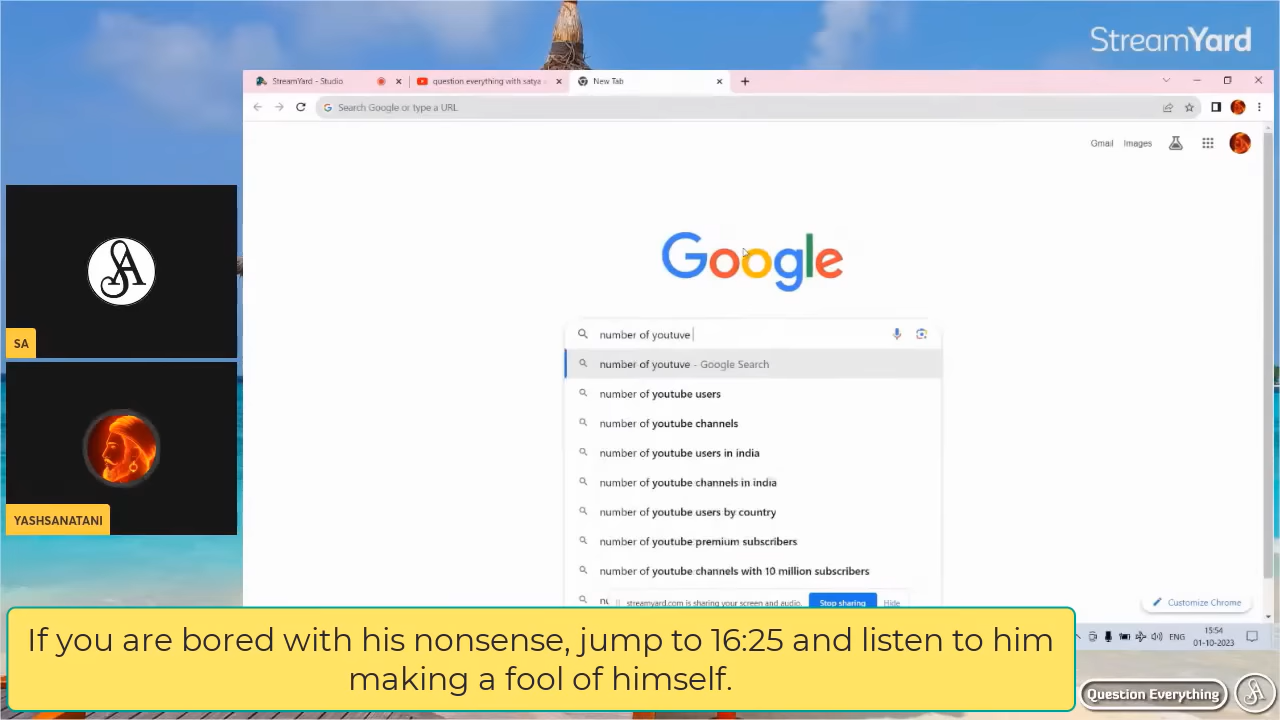 StreamYard
StreamYard - Studio
question everything with satya
New Tab
Search Google or type a URL
Gmail Images
Google
number of youtuve
number of youtuve - Google Search
number of youtube users
number of youtube channels
number of youtube users in india
number of youtube channels in india
number of youtube users by country
number of youtube premium subscribers
number of youtube channels with 10 million subscribers
streamyard.com is sharing your screen and audio. Stop sharing Hide
Customize Chrome
SA
YASHSANATANI
ENG
15:54
01-10-2023
If you are bored with his nonsense, jump to 16:25 and listen to him
making a fool of himself.
Question Everything